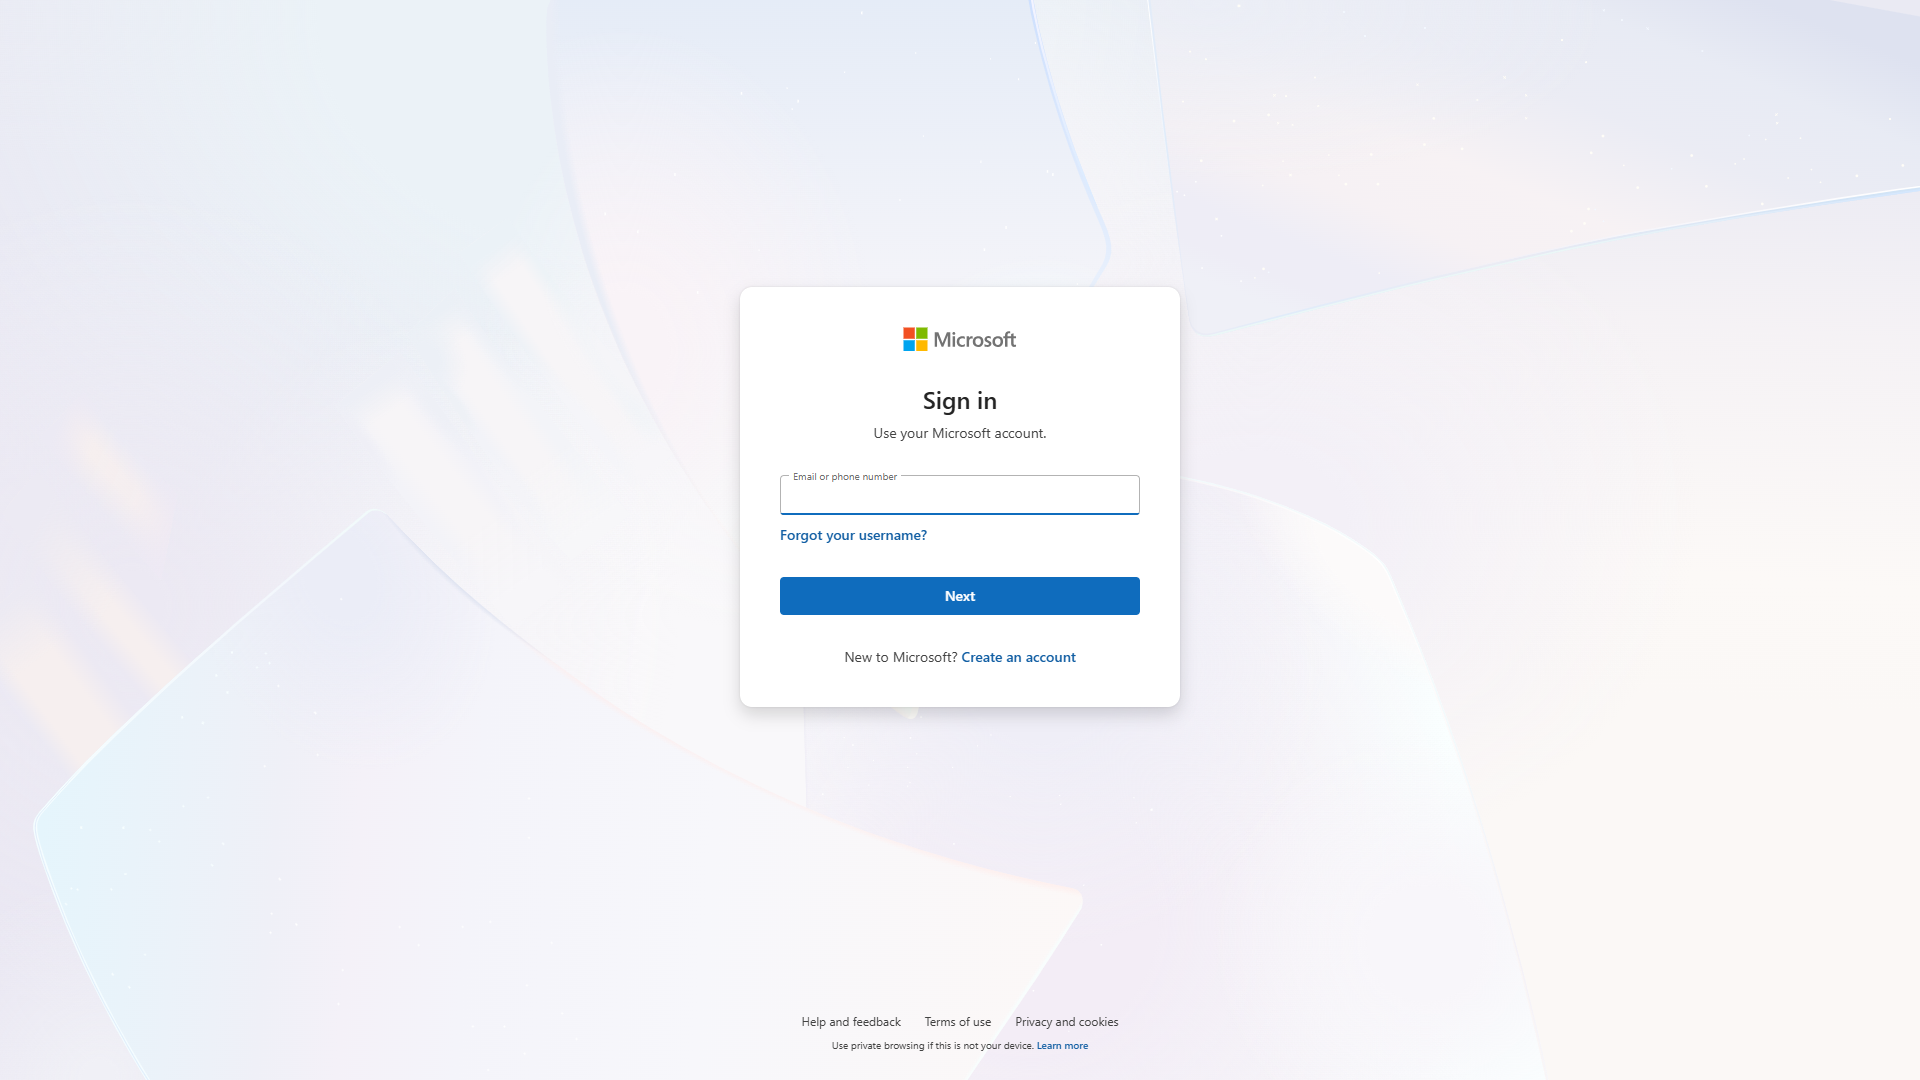 Microsoft
Sign in
Use your Microsoft account.
Email or phone number
Forgot your username?
Next
New to Microsoft? Create an account
Help and feedback Terms of use Privacy and cookies
Use private browsing if this is not your device. Learn more